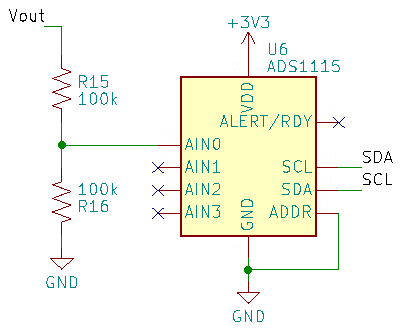 Vout
+3V3
U6
ADS1115
R15
100k
VDD
ALERT/RDY
AIN0
AIN1
SCL
SDA
100k
R16
AIN2
SDA
SCL
AIN3
GND
ADDR
GND
GND